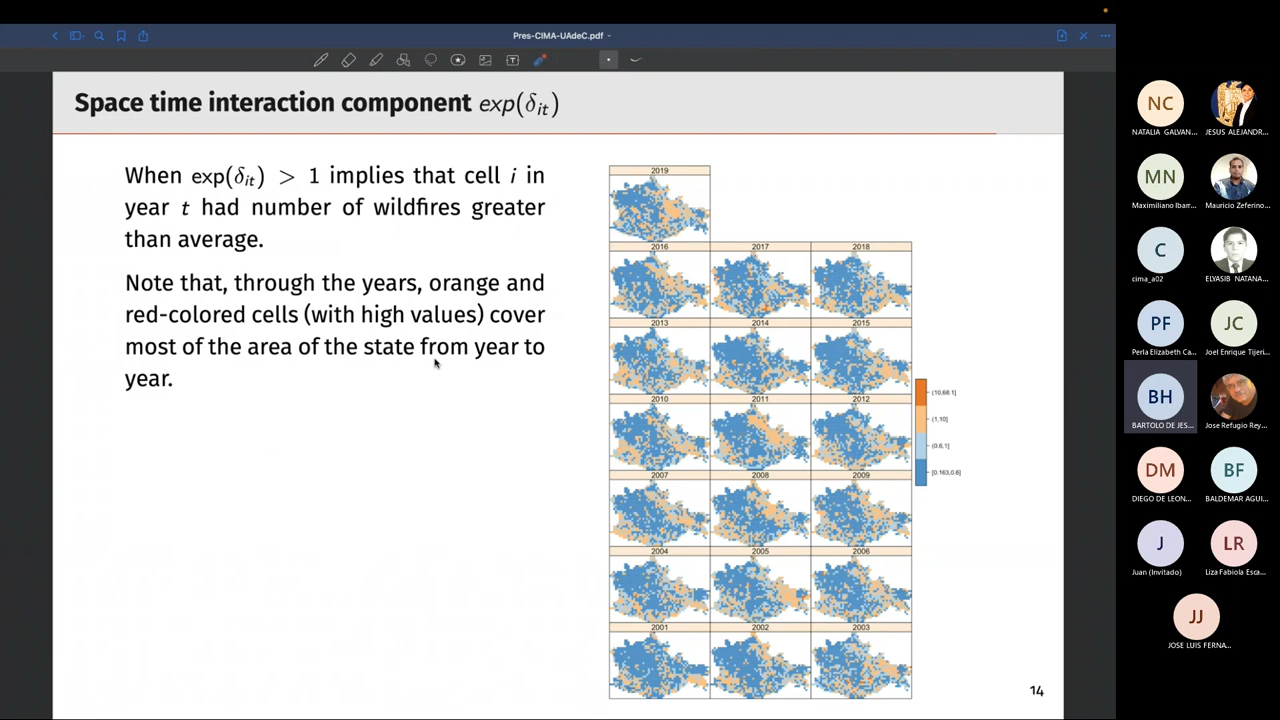 Pres-CIMA-UAdeC.pdf
Space time interaction component exp(δit)
When exp(δit) > 1 implies that cell i in
year t had number of wildfires greater
than average.
Note that, through the years, orange and
red-colored cells (with high values) cover
most of the area of the state from year to
year.
2019
2016 2017 2018
2013 2014 2015
2010 2011 2012
2007 2008 2009
2004 2005 2006
2001 2002 2003
(10,68.1]
(1,10]
(0.6,1]
[0.163,0.6]
14
NC
NATALIA GALVAN... JESUS ALEJANDR...
MN
Maximiliano Ibarr... Mauricio Zeferino...
C
cima_a02 ELYASIB NATANA...
PF JC
Perla Elizabeth Ca... Joel Enrique Tijeri...
BH
BARTOLO DE JES... Jose Refugio Rey...
DM BF
DIEGO DE LEON... BALDEMAR AGUI...
J LR
Juan (Invitado) Liza Fabiola Esca...
JJ
JOSE LUIS FERNA...